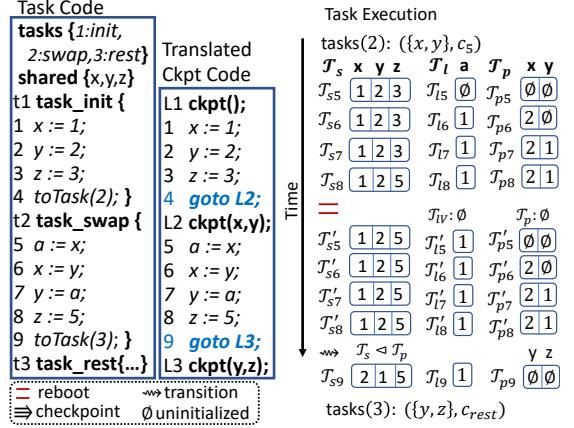 Task Code
tasks {1:init,
2:swap,3:rest}
shared {x,y,z}
t1 task_init {
1 x := 1;
2 y := 2;
3 z := 3;
4 toTask(2); }
t2 task_swap {
5 a := x;
6 x := y;
7 y := a;
8 z := 5;
9 toTask(3); }
t3 task_rest{...}
Translated
Ckpt Code
L1 ckpt();
1 x := 1;
2 y := 2;
3 z := 3;
4 goto L2;
L2 ckpt(x,y);
5 a := x;
6 x := y;
7 y := a;
8 z := 5;
9 goto L3;
L3 ckpt(y,z);
= reboot ⇝ transition
⇛ checkpoint ∅ uninitialized
Time
Task Execution
tasks(2): ({x, y}, c₅)
𝒯s x y z 𝒯l a 𝒯p x y
𝒯s5 1 2 3 𝒯l5 ∅ 𝒯p5 ∅ ∅
𝒯s6 1 2 3 𝒯l6 1 𝒯p6 2 ∅
𝒯s7 1 2 3 𝒯l7 1 𝒯p7 2 1
𝒯s8 1 2 5 𝒯l8 1 𝒯p8 2 1
= 𝒯lV: ∅ 𝒯p: ∅
𝒯′s5 1 2 5 𝒯′l5 1 𝒯′p5 ∅ ∅
𝒯′s6 1 2 5 𝒯′l6 1 𝒯′p6 2 ∅
𝒯′s7 1 2 5 𝒯′l7 1 𝒯′p7 2 1
𝒯′s8 1 2 5 𝒯′l8 1 𝒯′p8 2 1
⇝ 𝒯s ⊲ 𝒯p y z
𝒯s9 2 1 5 𝒯l9 1 𝒯p9 ∅ ∅
tasks(3): ({y, z}, c_rest)